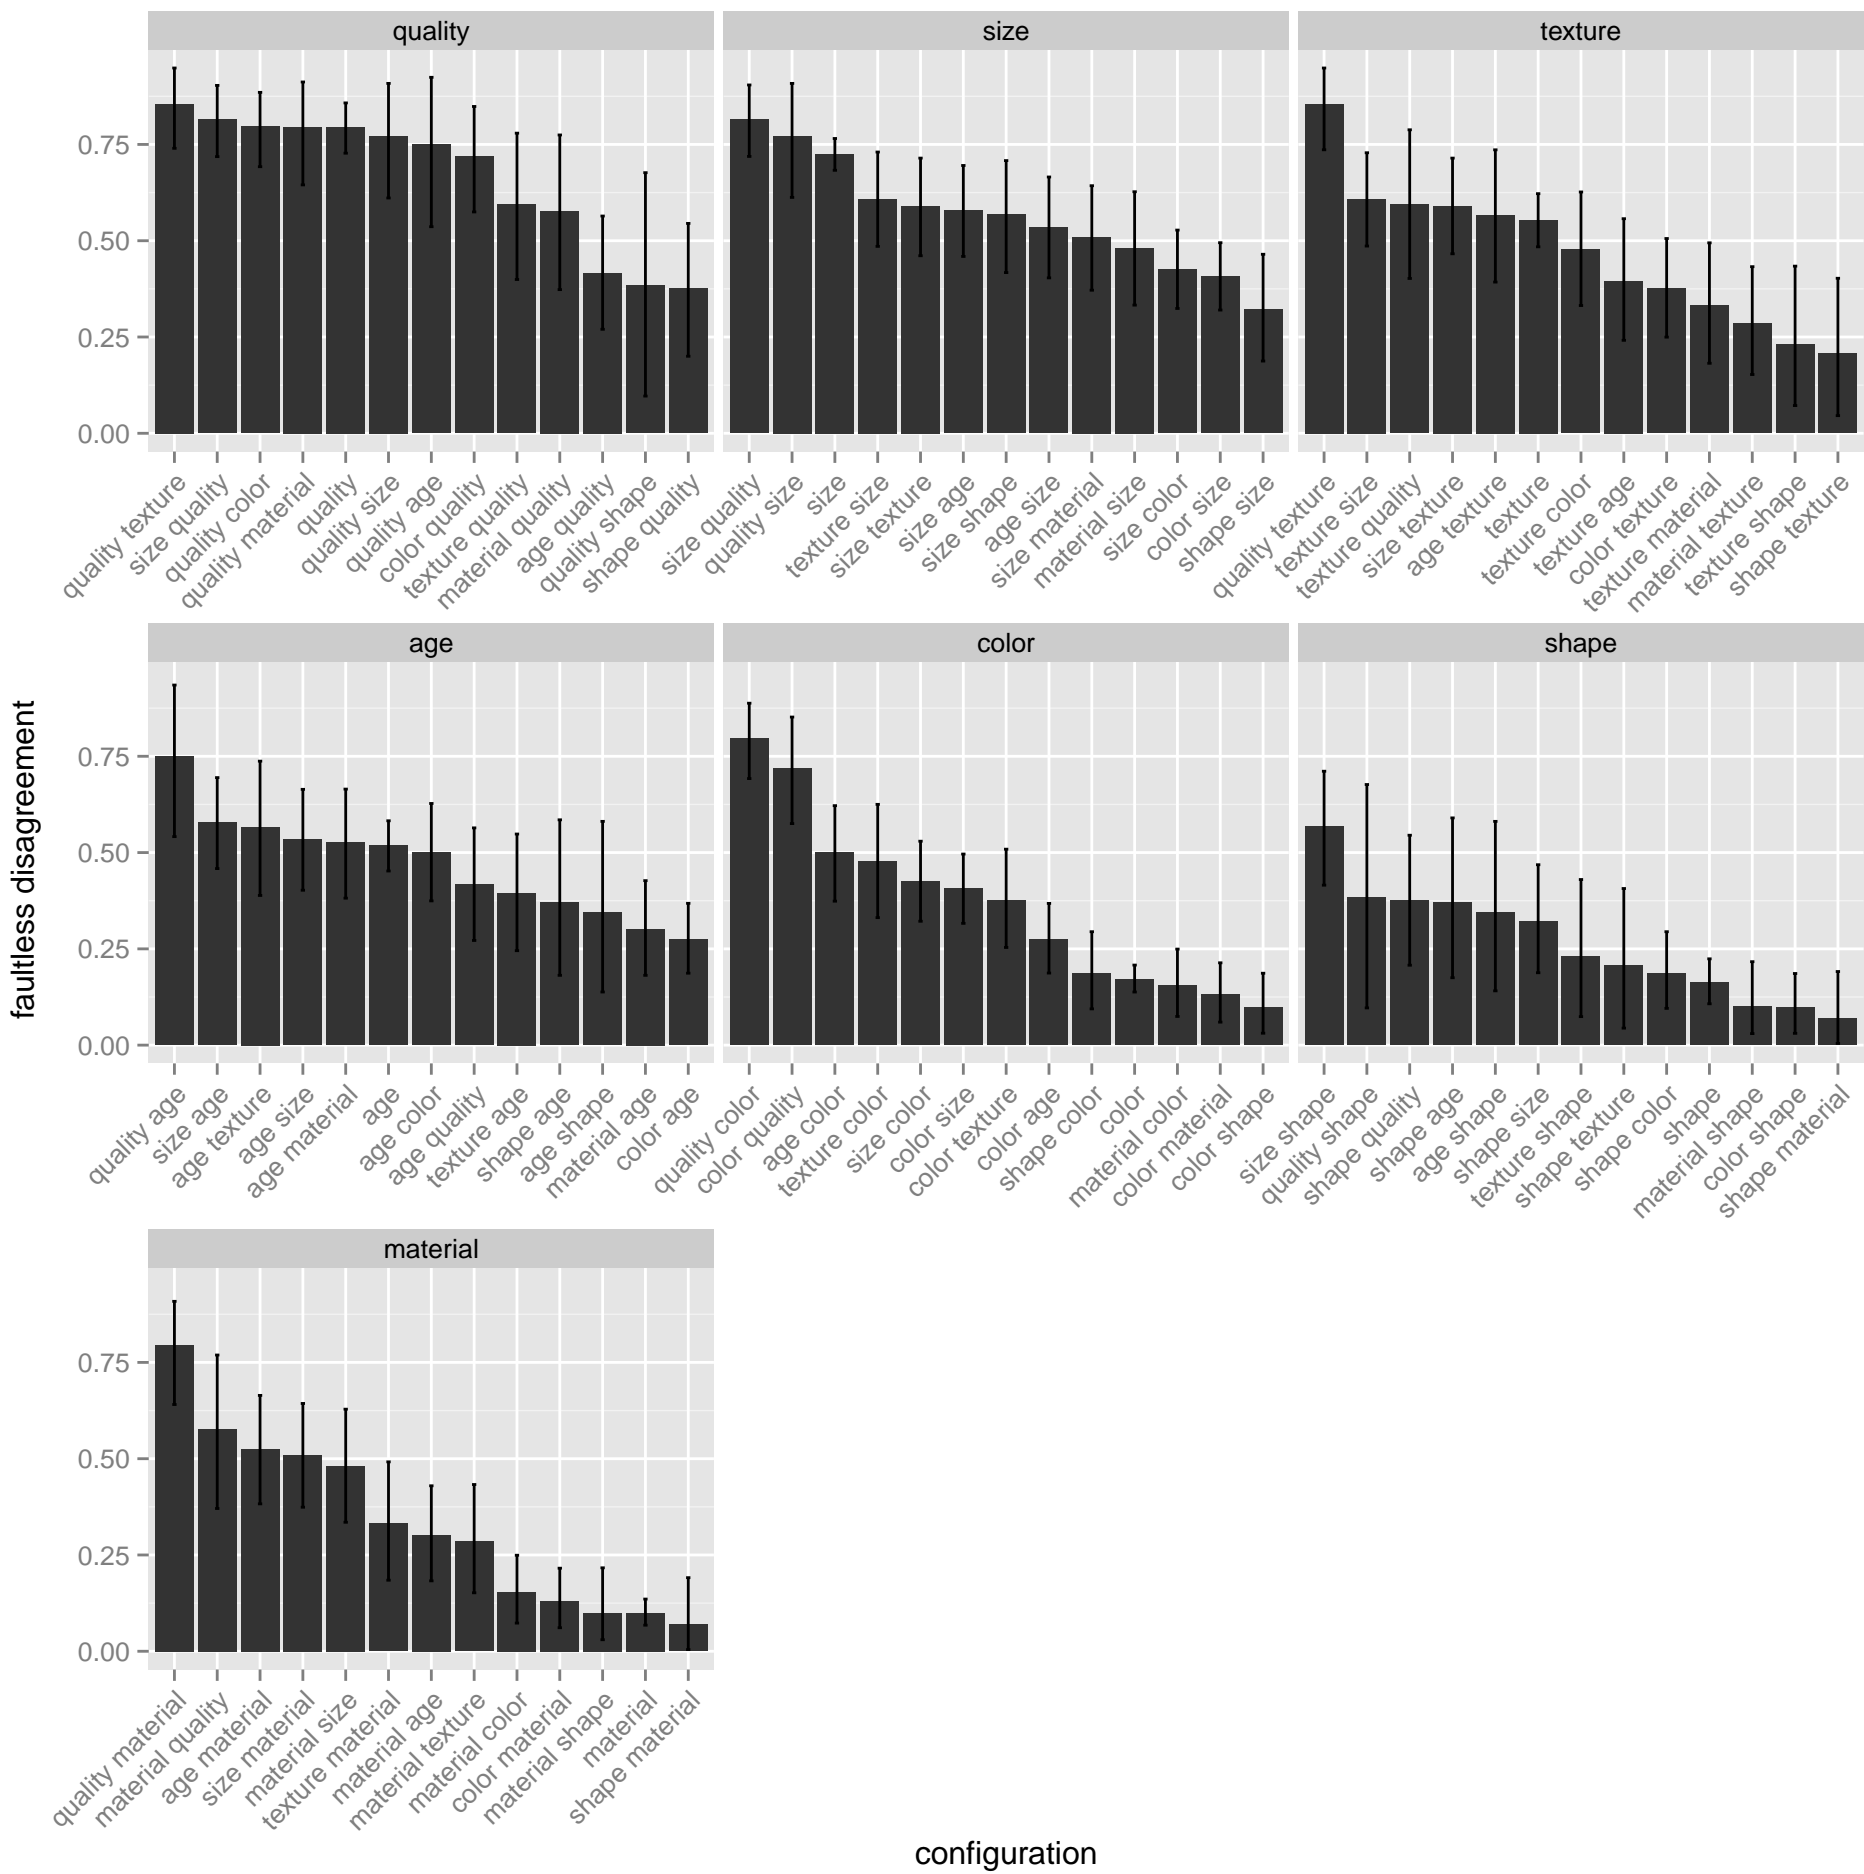 quality
size
texture
0.75
0.50
0.25
0.00
quality texture
size quality
quality color
quality material
quality
quality size
quality age
color quality
texture quality
material quality
age quality
quality shape
shape quality
size quality
quality size
size
texture size
size texture
size age
size shape
age size
size material
material size
size color
color size
shape size
quality texture
texture size
texture quality
size texture
age texture
texture
texture color
texture age
color texture
texture material
material texture
texture shape
shape texture
age
color
shape
faultless disagreement
0.75
0.50
0.25
0.00
quality age
size age
age texture
age size
age material
age
age color
age quality
texture age
shape age
age shape
material age
color age
quality color
color quality
age color
texture color
size color
color size
color texture
color age
shape color
color
material color
color material
color shape
size shape
quality shape
shape quality
shape age
age shape
shape size
texture shape
shape texture
shape color
shape
material shape
color shape
shape material
material
0.75
0.50
0.25
0.00
quality material
material quality
age material
size material
material size
texture material
material age
material texture
material color
color material
material shape
material
shape material
configuration